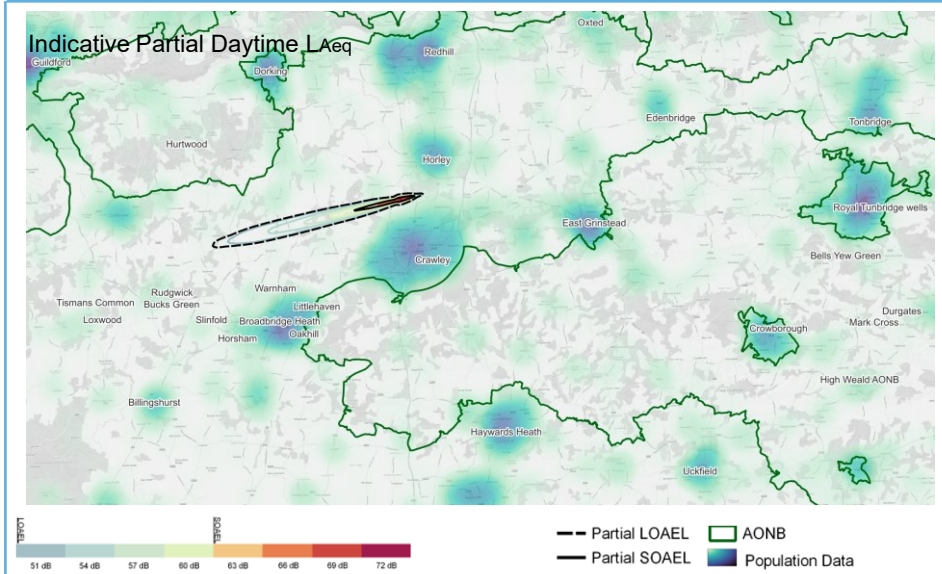 Indicative Partial Daytime LAeq
Oxted
Guildford
Redhill
Dorking
Edenbridge
Tonbridge
Hurtwood
Horley
Royal Tunbridge wells
East Grinstead
Crawley
Bells Yew Green
Warnham
Rudgwick
Tismans Common
Bucks Green
Littlehaven
Loxwood
Slinfold
Broadbridge Heath
Durgates
Mark Cross
Oakhill
Horsham
Crowborough
High Weald AONB
Billingshurst
Haywards Heath
Uckfield
LOAEL
SOAEL
51 dB 54 dB 57 dB 60 dB 63 dB 66 dB 69 dB 72 dB
Partial LOAEL
AONB
Partial SOAEL
Population Data